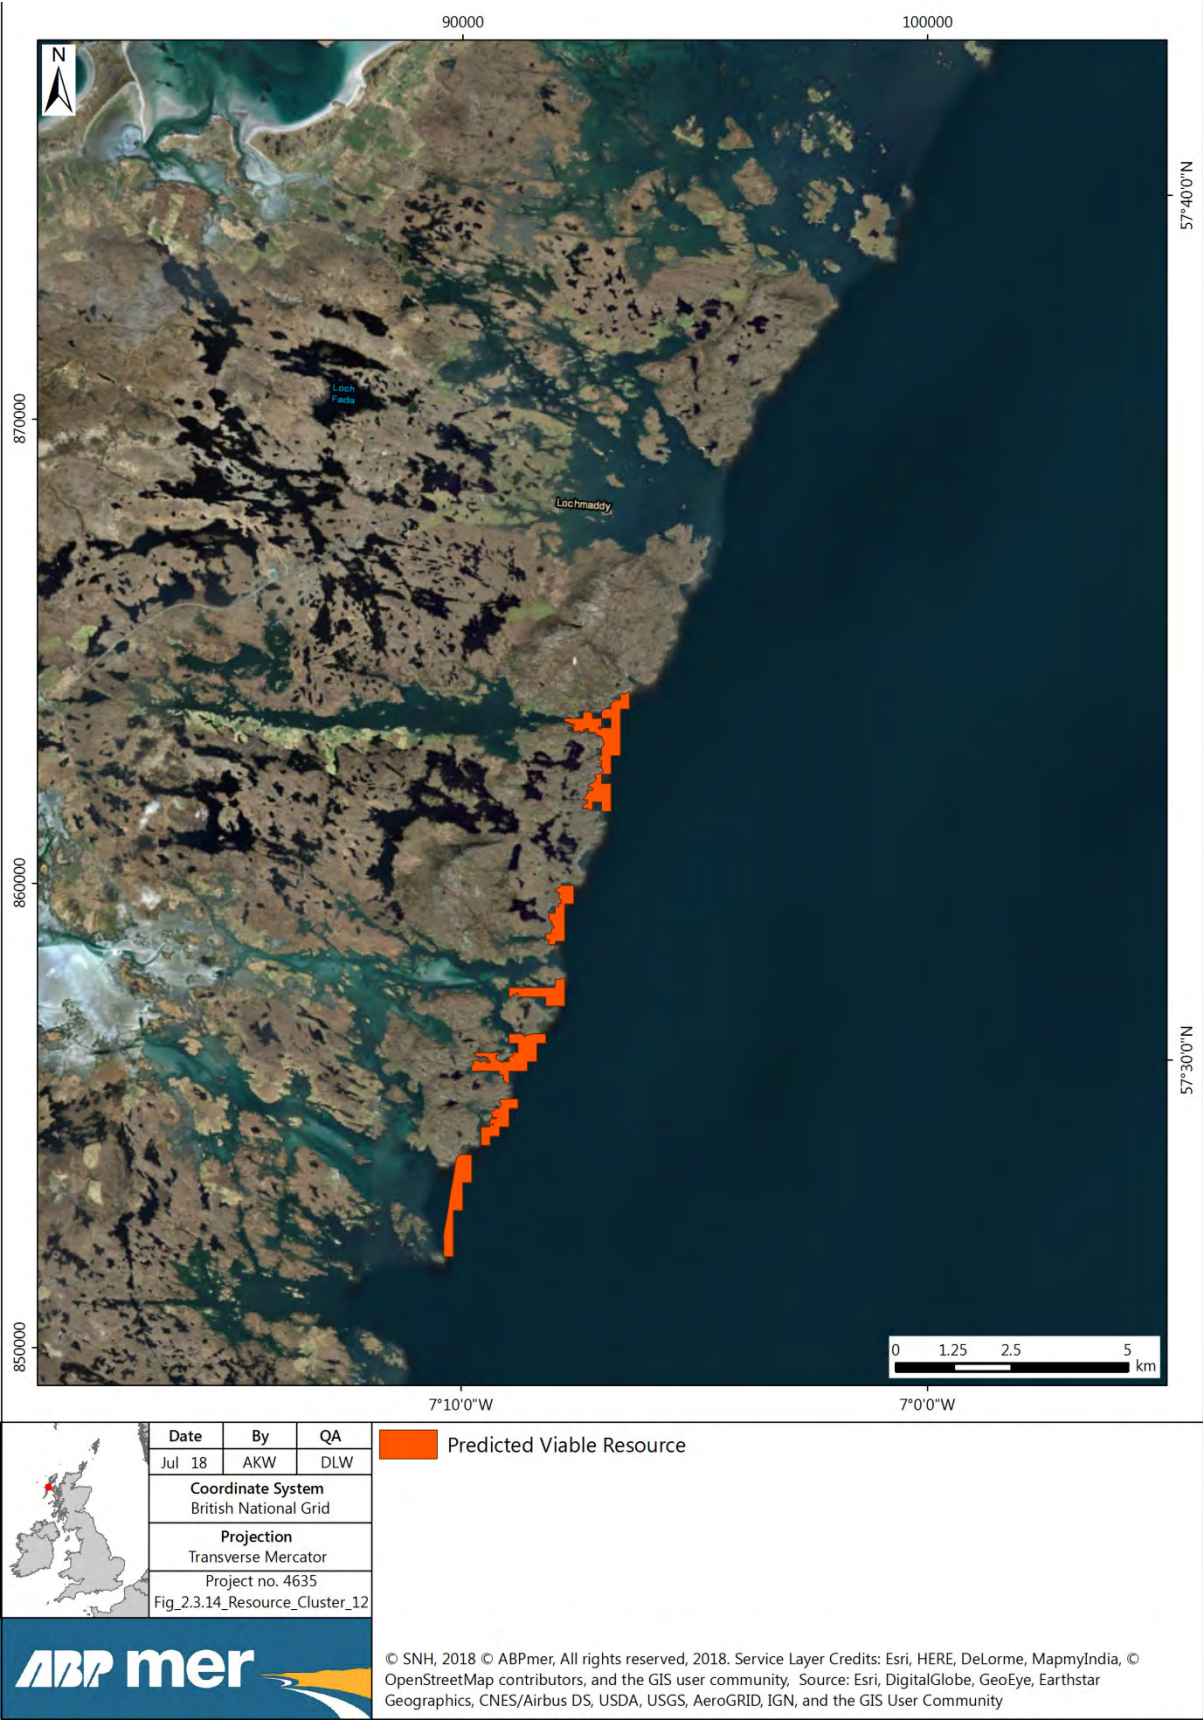 90000
100000
N
57°40'0"N
Loch
Fada
870000
Lochmaddy
860000
57°30'0"N
850000
0 1.25 2.5 5
km
7°10'0"W
7°0'0"W
Date By QA
Jul 18 AKW DLW
Coordinate System
British National Grid
Projection
Transverse Mercator
Project no. 4635
Fig_2.3.14_Resource_Cluster_12
Predicted Viable Resource
ABP mer
© SNH, 2018 © ABPmer, All rights reserved, 2018. Service Layer Credits: Esri, HERE, DeLorme, MapmyIndia, ©
OpenStreetMap contributors, and the GIS user community, Source: Esri, DigitalGlobe, GeoEye, Earthstar
Geographics, CNES/Airbus DS, USDA, USGS, AeroGRID, IGN, and the GIS User Community